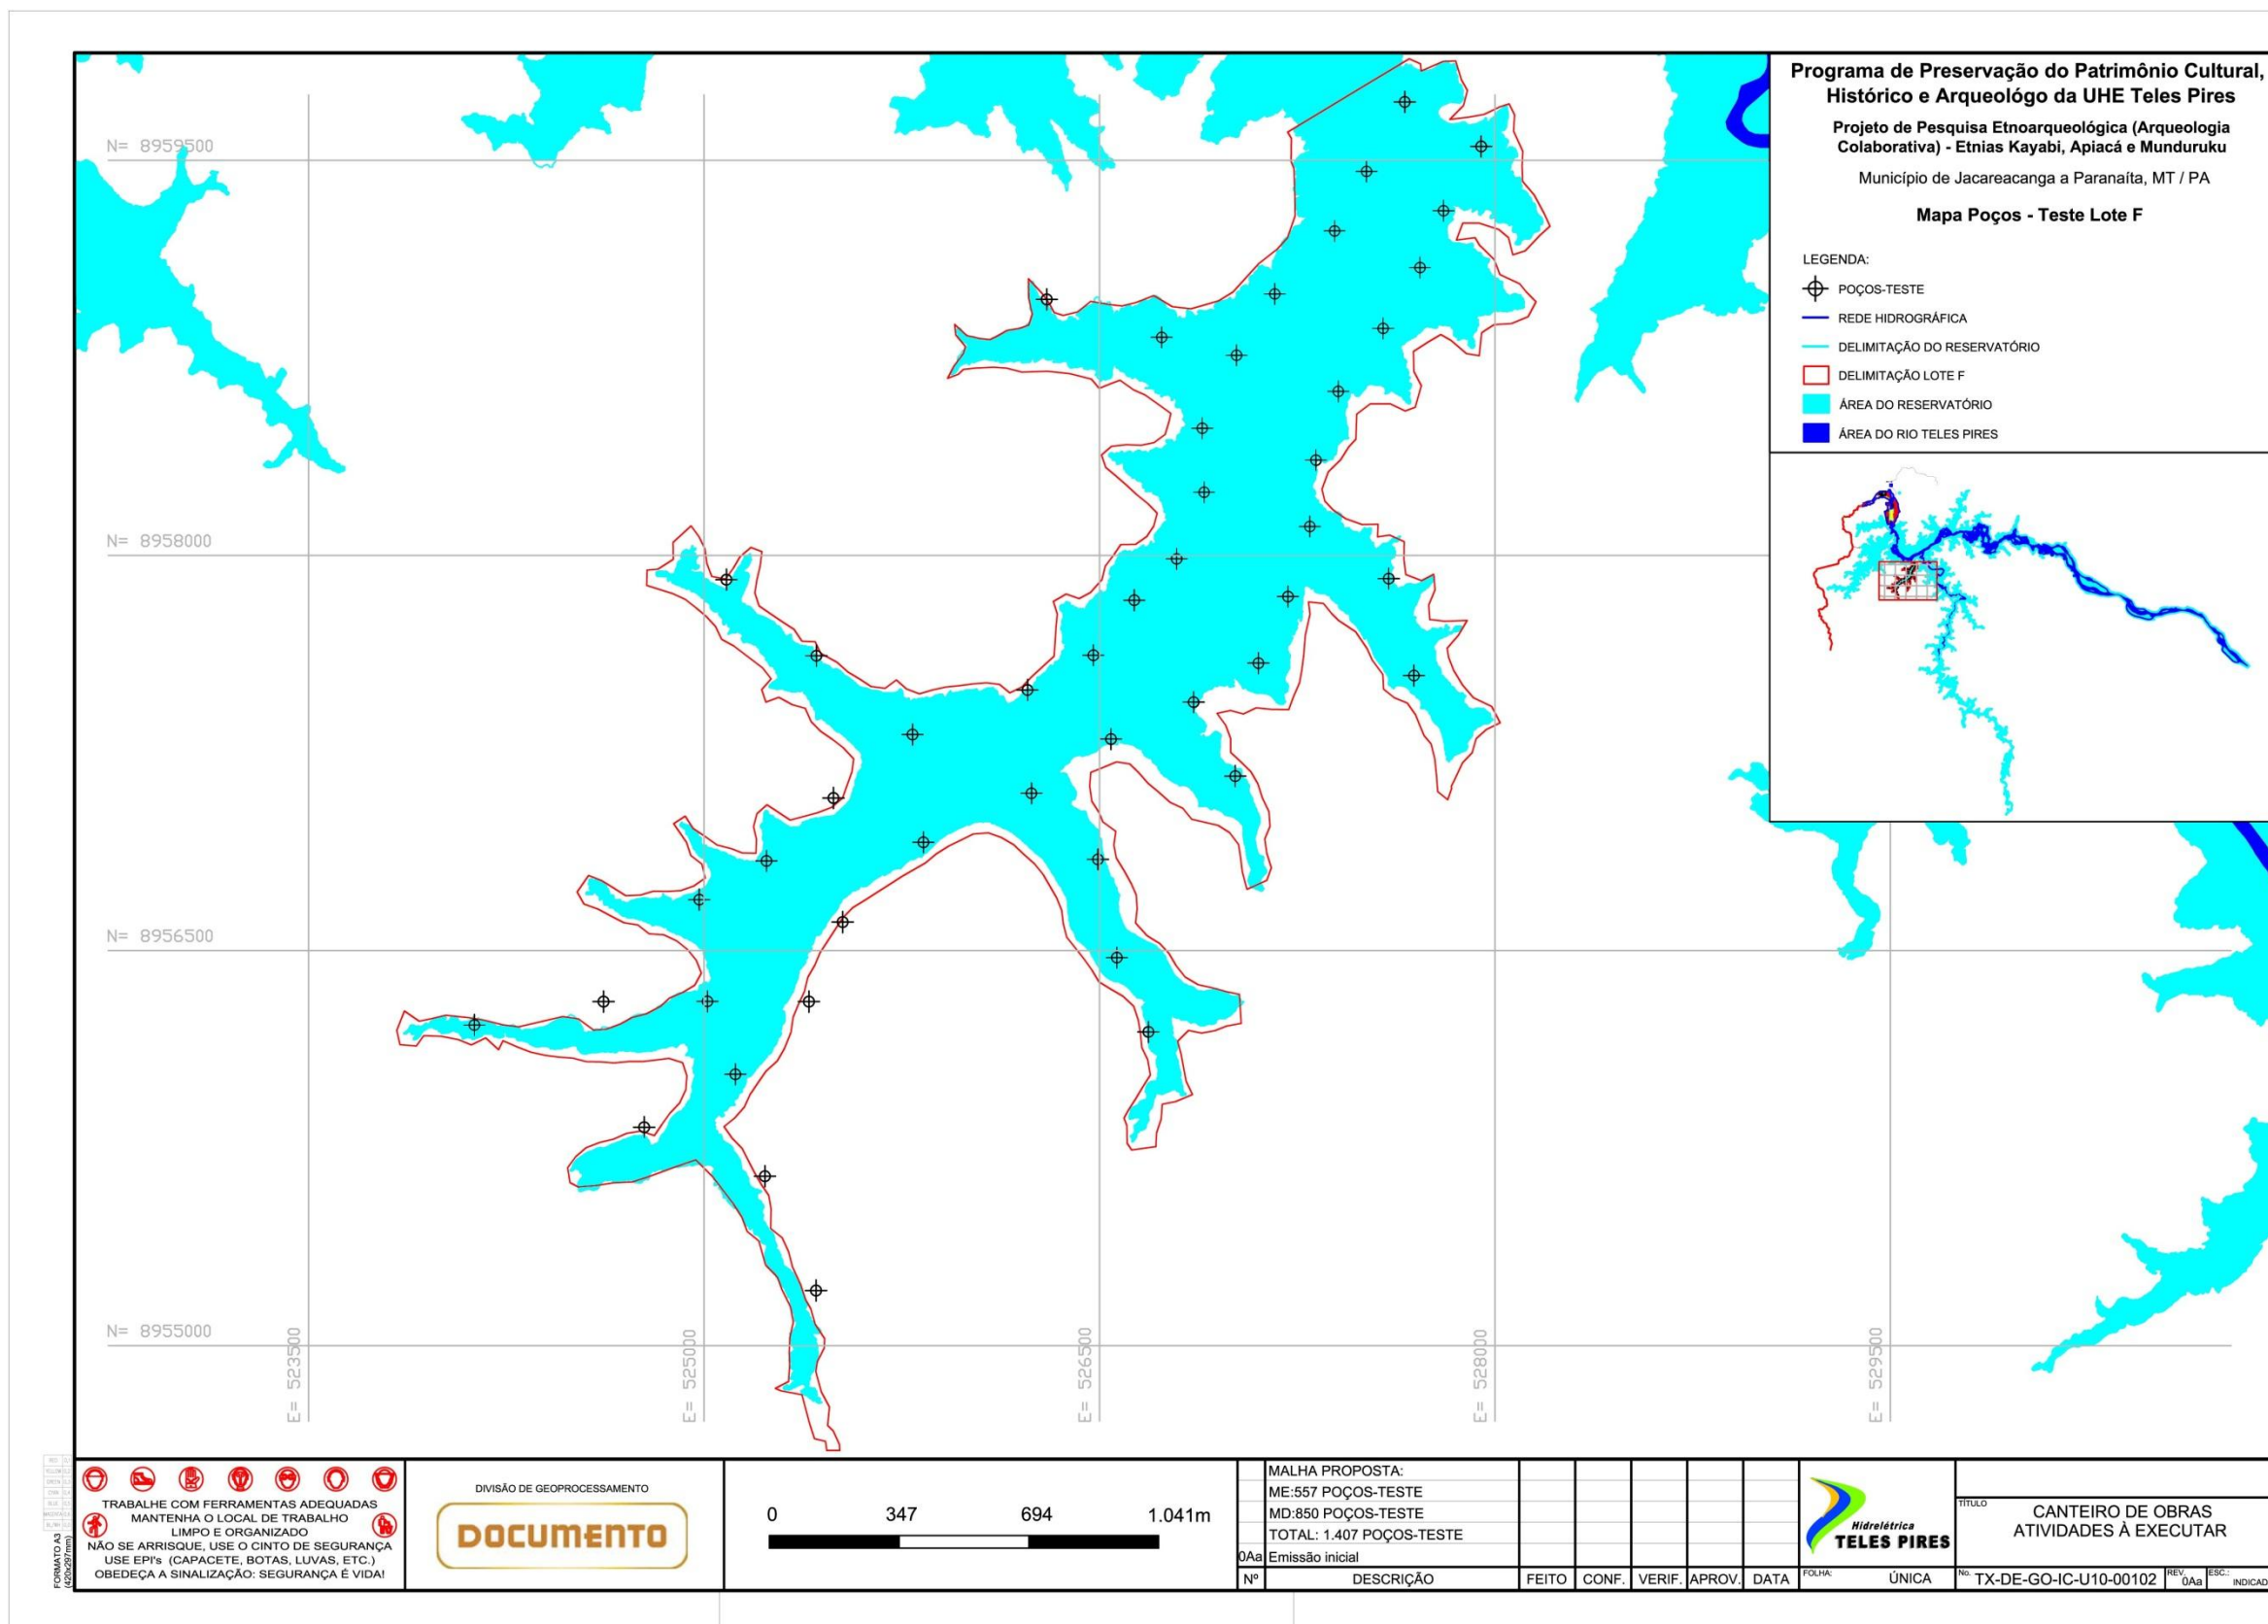 Programa de Preservação do Patrimônio Cultural,
Histórico e Arqueológo da UHE Teles Pires
Projeto de Pesquisa Etnoarqueológica (Arqueologia
Colaborativa) - Etnias Kayabi, Apiacá e Munduruku
Município de Jacareacanga a Paranaíta, MT / PA
Mapa Poços - Teste Lote F
LEGENDA:
POÇOS-TESTE
REDE HIDROGRÁFICA
DELIMITAÇÃO DO RESERVATÓRIO
DELIMITAÇÃO LOTE F
ÁREA DO RESERVATÓRIO
ÁREA DO RIO TELES PIRES
N= 8959500
N= 8958000
N= 8956500
N= 8955000
E= 523500
E= 525000
E= 526500
E= 528000
E= 529500
FORMATO A3
(420x297mm)
TRABALHE COM FERRAMENTAS ADEQUADAS
MANTENHA O LOCAL DE TRABALHO
LIMPO E ORGANIZADO
NÃO SE ARRISQUE, USE O CINTO DE SEGURANÇA
USE EPI's (CAPACETE, BOTAS, LUVAS, ETC.)
OBEDEÇA A SINALIZAÇÃO: SEGURANÇA É VIDA!
DIVISÃO DE GEOPROCESSAMENTO
DOCUMENTO
0 347 694 1.041m
MALHA PROPOSTA:
ME:557 POÇOS-TESTE
MD:850 POÇOS-TESTE
TOTAL: 1.407 POÇOS-TESTE
0Aa Emissão inicial
Nº DESCRIÇÃO FEITO CONF. VERIF. APROV. DATA
Hidrelétrica
TELES PIRES
FOLHA: ÚNICA
TÍTULO
CANTEIRO DE OBRAS
ATIVIDADES À EXECUTAR
No. TX-DE-GO-IC-U10-00102 REV. 0Aa ESC.: INDICAD